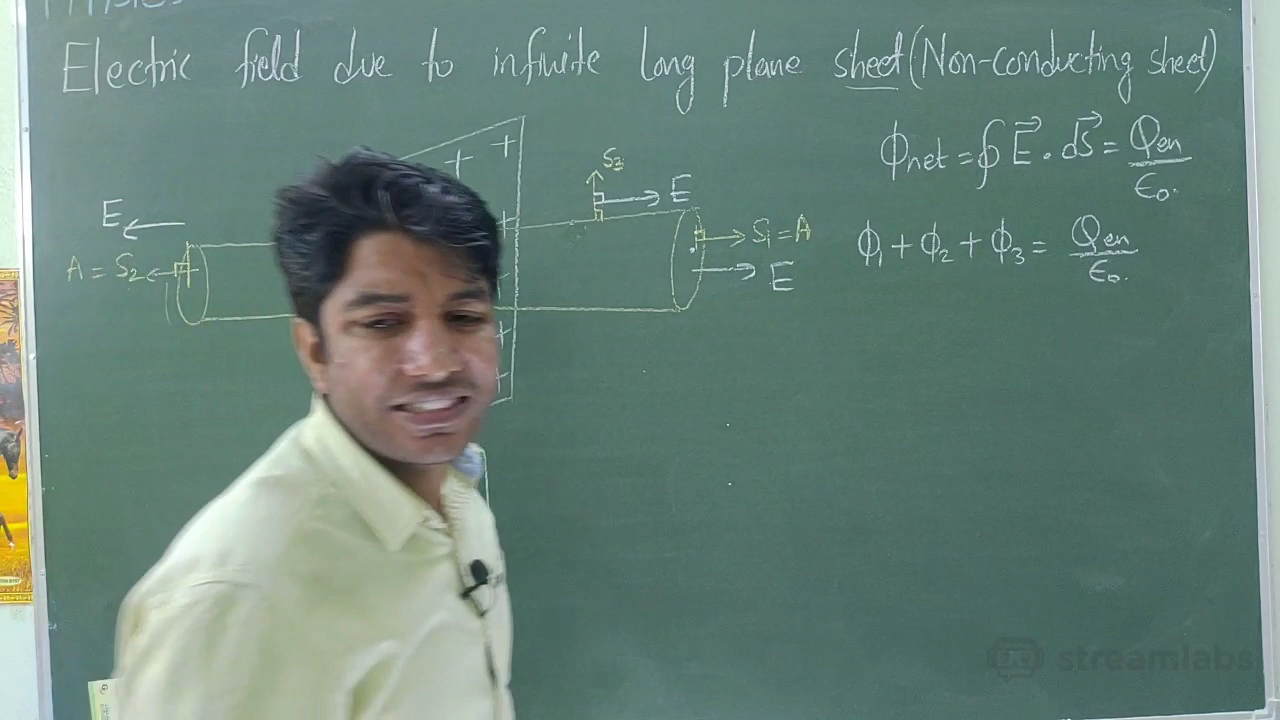 Electric field due to infinite long plane sheet (Non-conducting sheet)
ϕnet = ∮ E⃗ . dS⃗ = Qen/ϵ0.
ϕ1 + ϕ2 + ϕ3 = Qen/ϵ0.
+ +
S3
E
E
+
S1 = A
A = S2
E
+
+
streamlabs